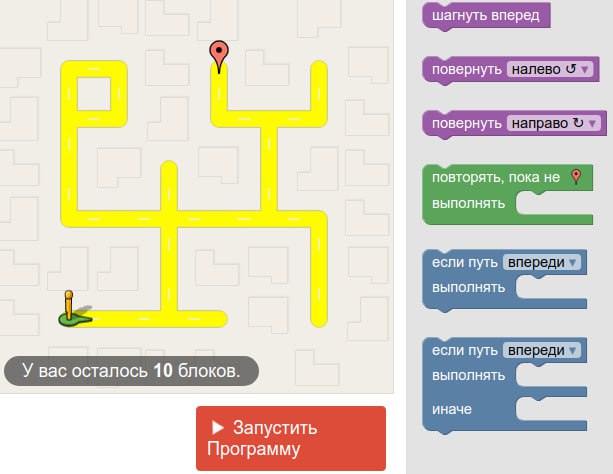 шагнуть вперед
повернуть налево ↺ ▼
повернуть направо ↻ ▼
повторять, пока не
выполнять
если путь впереди ▼
выполнять
если путь впереди ▼
выполнять
иначе
У вас осталось 10 блоков.
Запустить
Программу